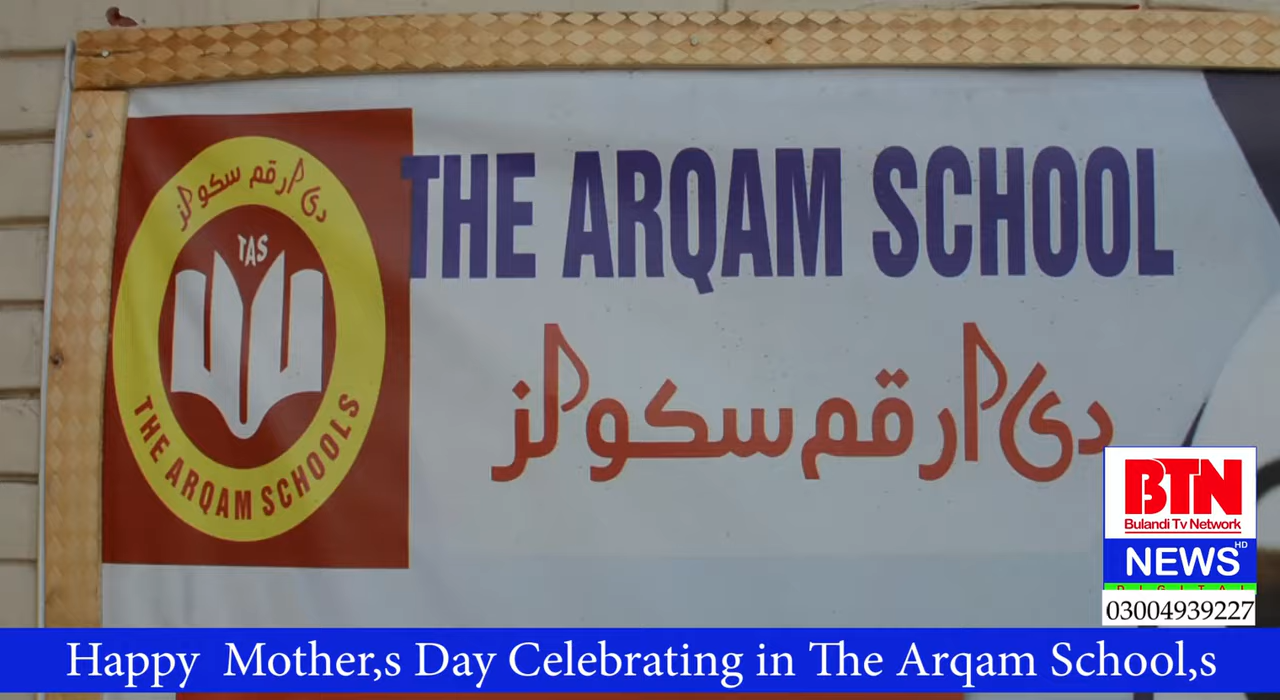 دی ارقم سکولز
TAS
THE ARQAM SCHOOLS
THE ARQAM SCHOOL
دی ارقم سکولز
BTN
Bulandi Tv Network
NEWS HD
DIGITAL
03004939227
Happy Mother,s Day Celebrating in The Arqam School,s